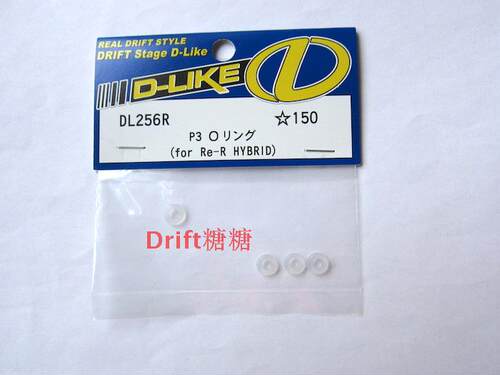 REAL DRIFT STYLE
DRIFT Stage D-Like
D-LIKE
DL256R ☆150
P3 Oリング
(for Re-R HYBRID)
Drift糖糖